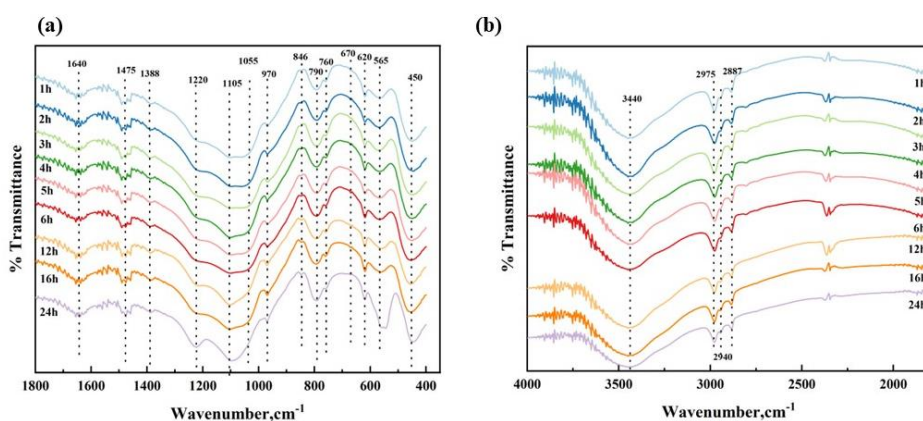 (a)
1640 1475 1388 1220 1105 1055 970 846 790 760 670 620 565 450
1h
2h
3h
4h
5h
6h
12h
16h
24h
% Transmittance
1800 1600 1400 1200 1000 800 600 400
Wavenumber,cm-1
(b)
3440 2975 2887
2940
1h
2h
3h
4h
5h
6h
12h
16h
24h
% Transmittance
4000 3500 3000 2500 2000
Wavenumber,cm-1